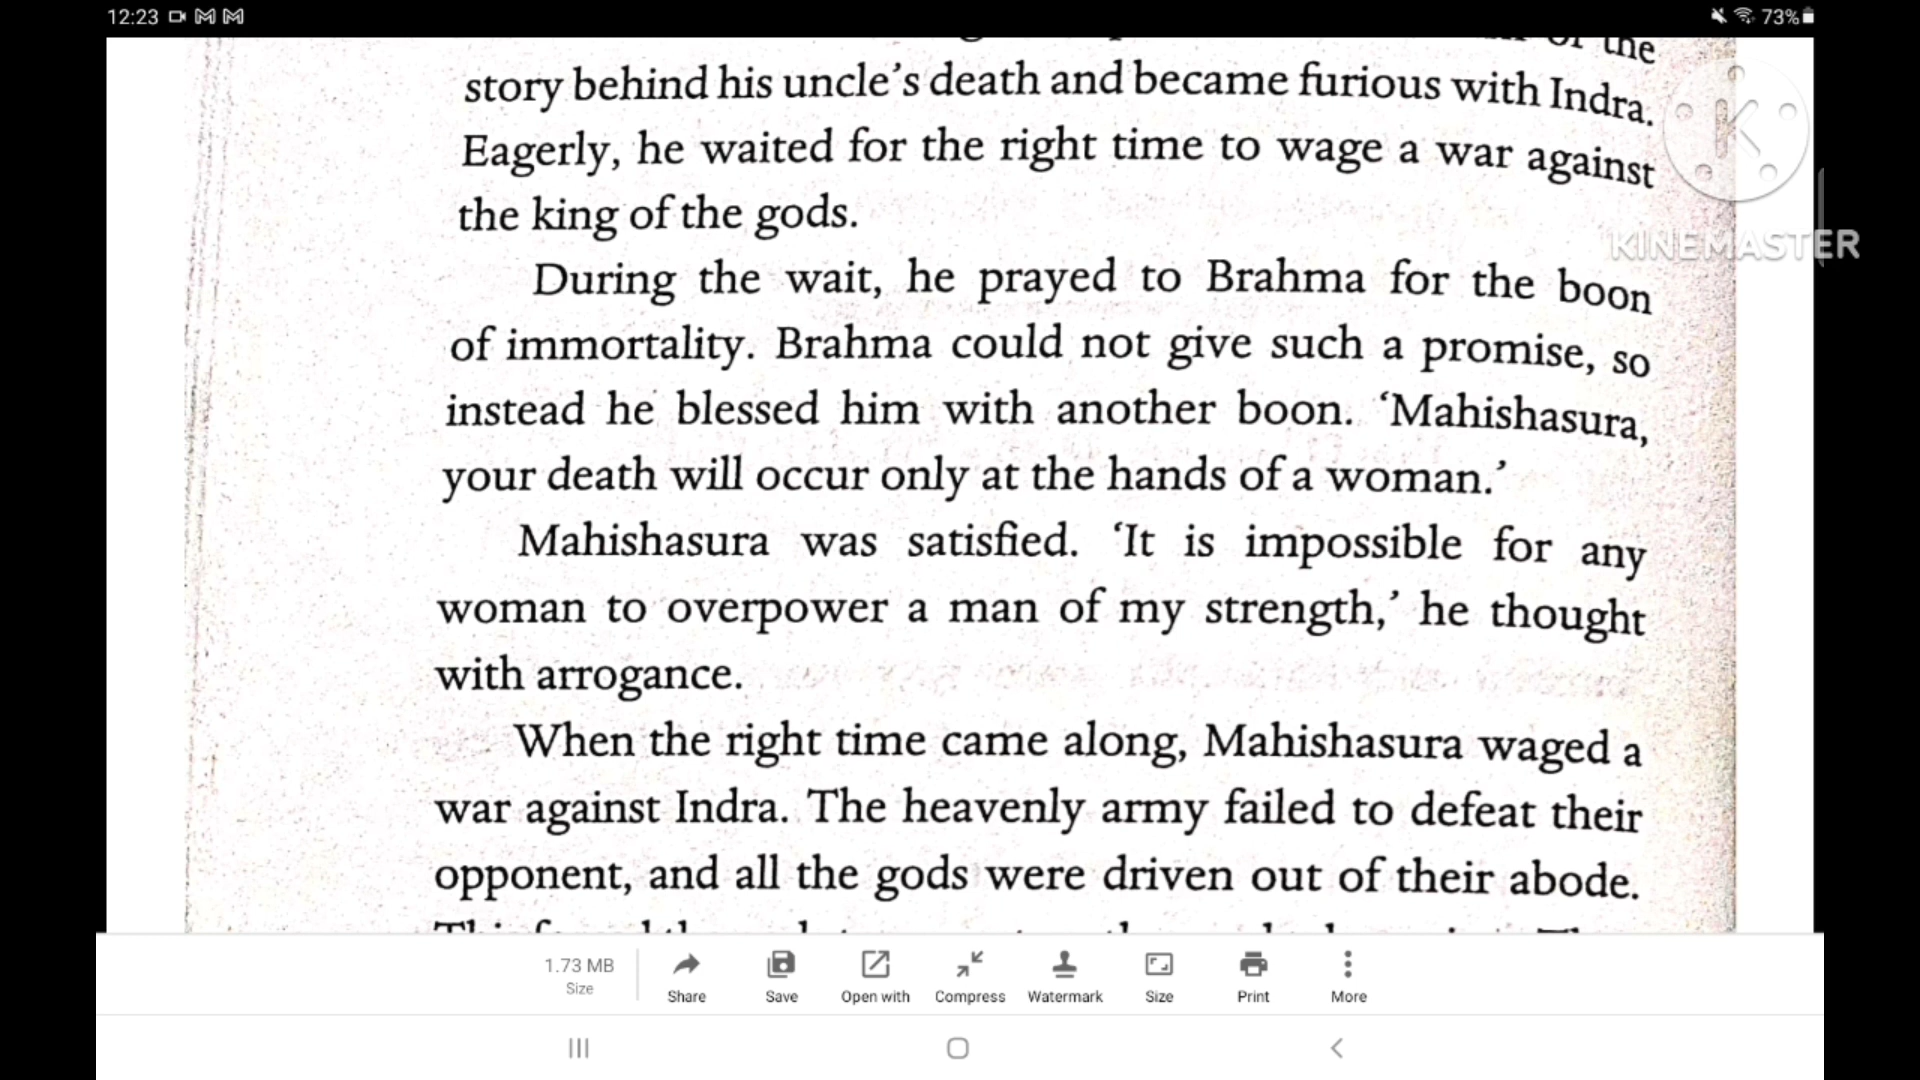 12:23
73%
of the
story behind his uncle’s death and became furious with Indra.
Eagerly, he waited for the right time to wage a war against
the king of the gods.
During the wait, he prayed to Brahma for the boon
of immortality. Brahma could not give such a promise, so
instead he blessed him with another boon. ‘Mahishasura,
your death will occur only at the hands of a woman.’
Mahishasura was satisfied. ‘It is impossible for any
woman to overpower a man of my strength,’ he thought
with arrogance.
When the right time came along, Mahishasura waged a
war against Indra. The heavenly army failed to defeat their
opponent, and all the gods were driven out of their abode.
K
KINEMASTER
1.73 MB
Size
Share
Save
Open with
Compress
Watermark
Size
Print
More